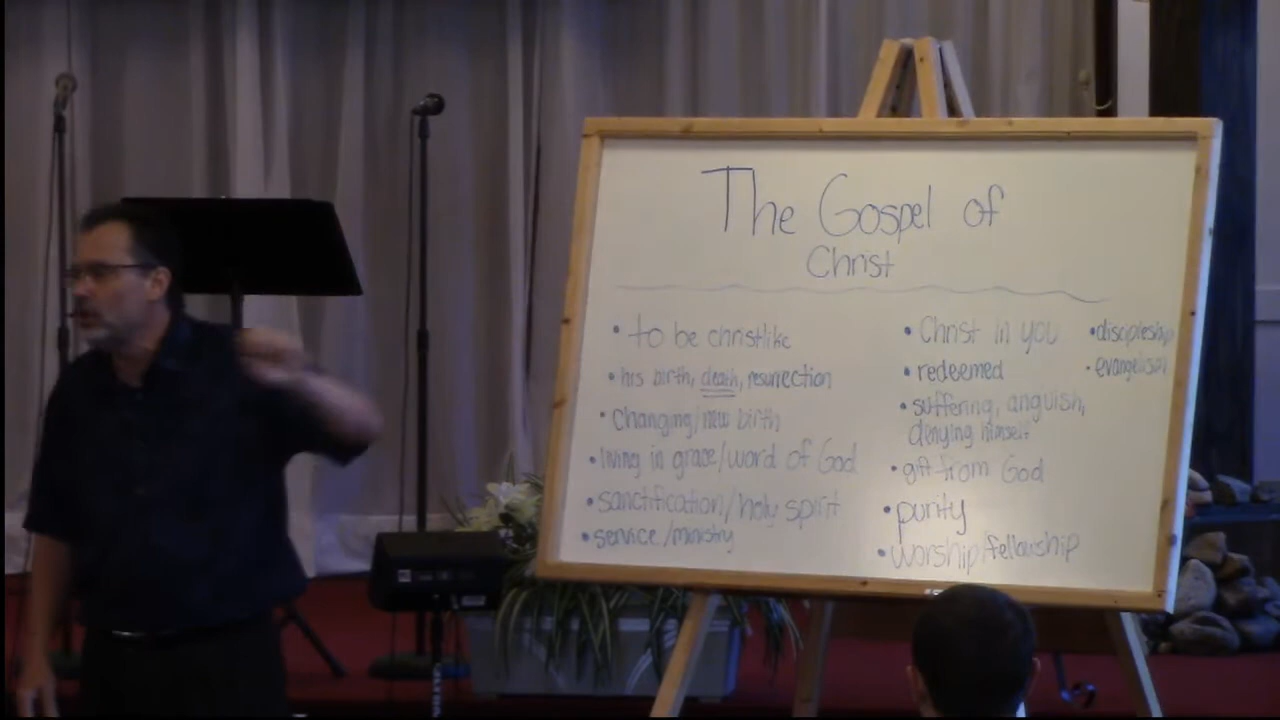 The Gospel of
Christ
• to be christlike
• his birth, death, resurrection
• changing/new birth
• living in grace/word of God
• sanctification/holy spirit
• service/ministry
• Christ in you
• redeemed
• suffering, anguish,
denying himself
• gift from God
• purity
• worship/fellowship
• discipleship
• evangelism